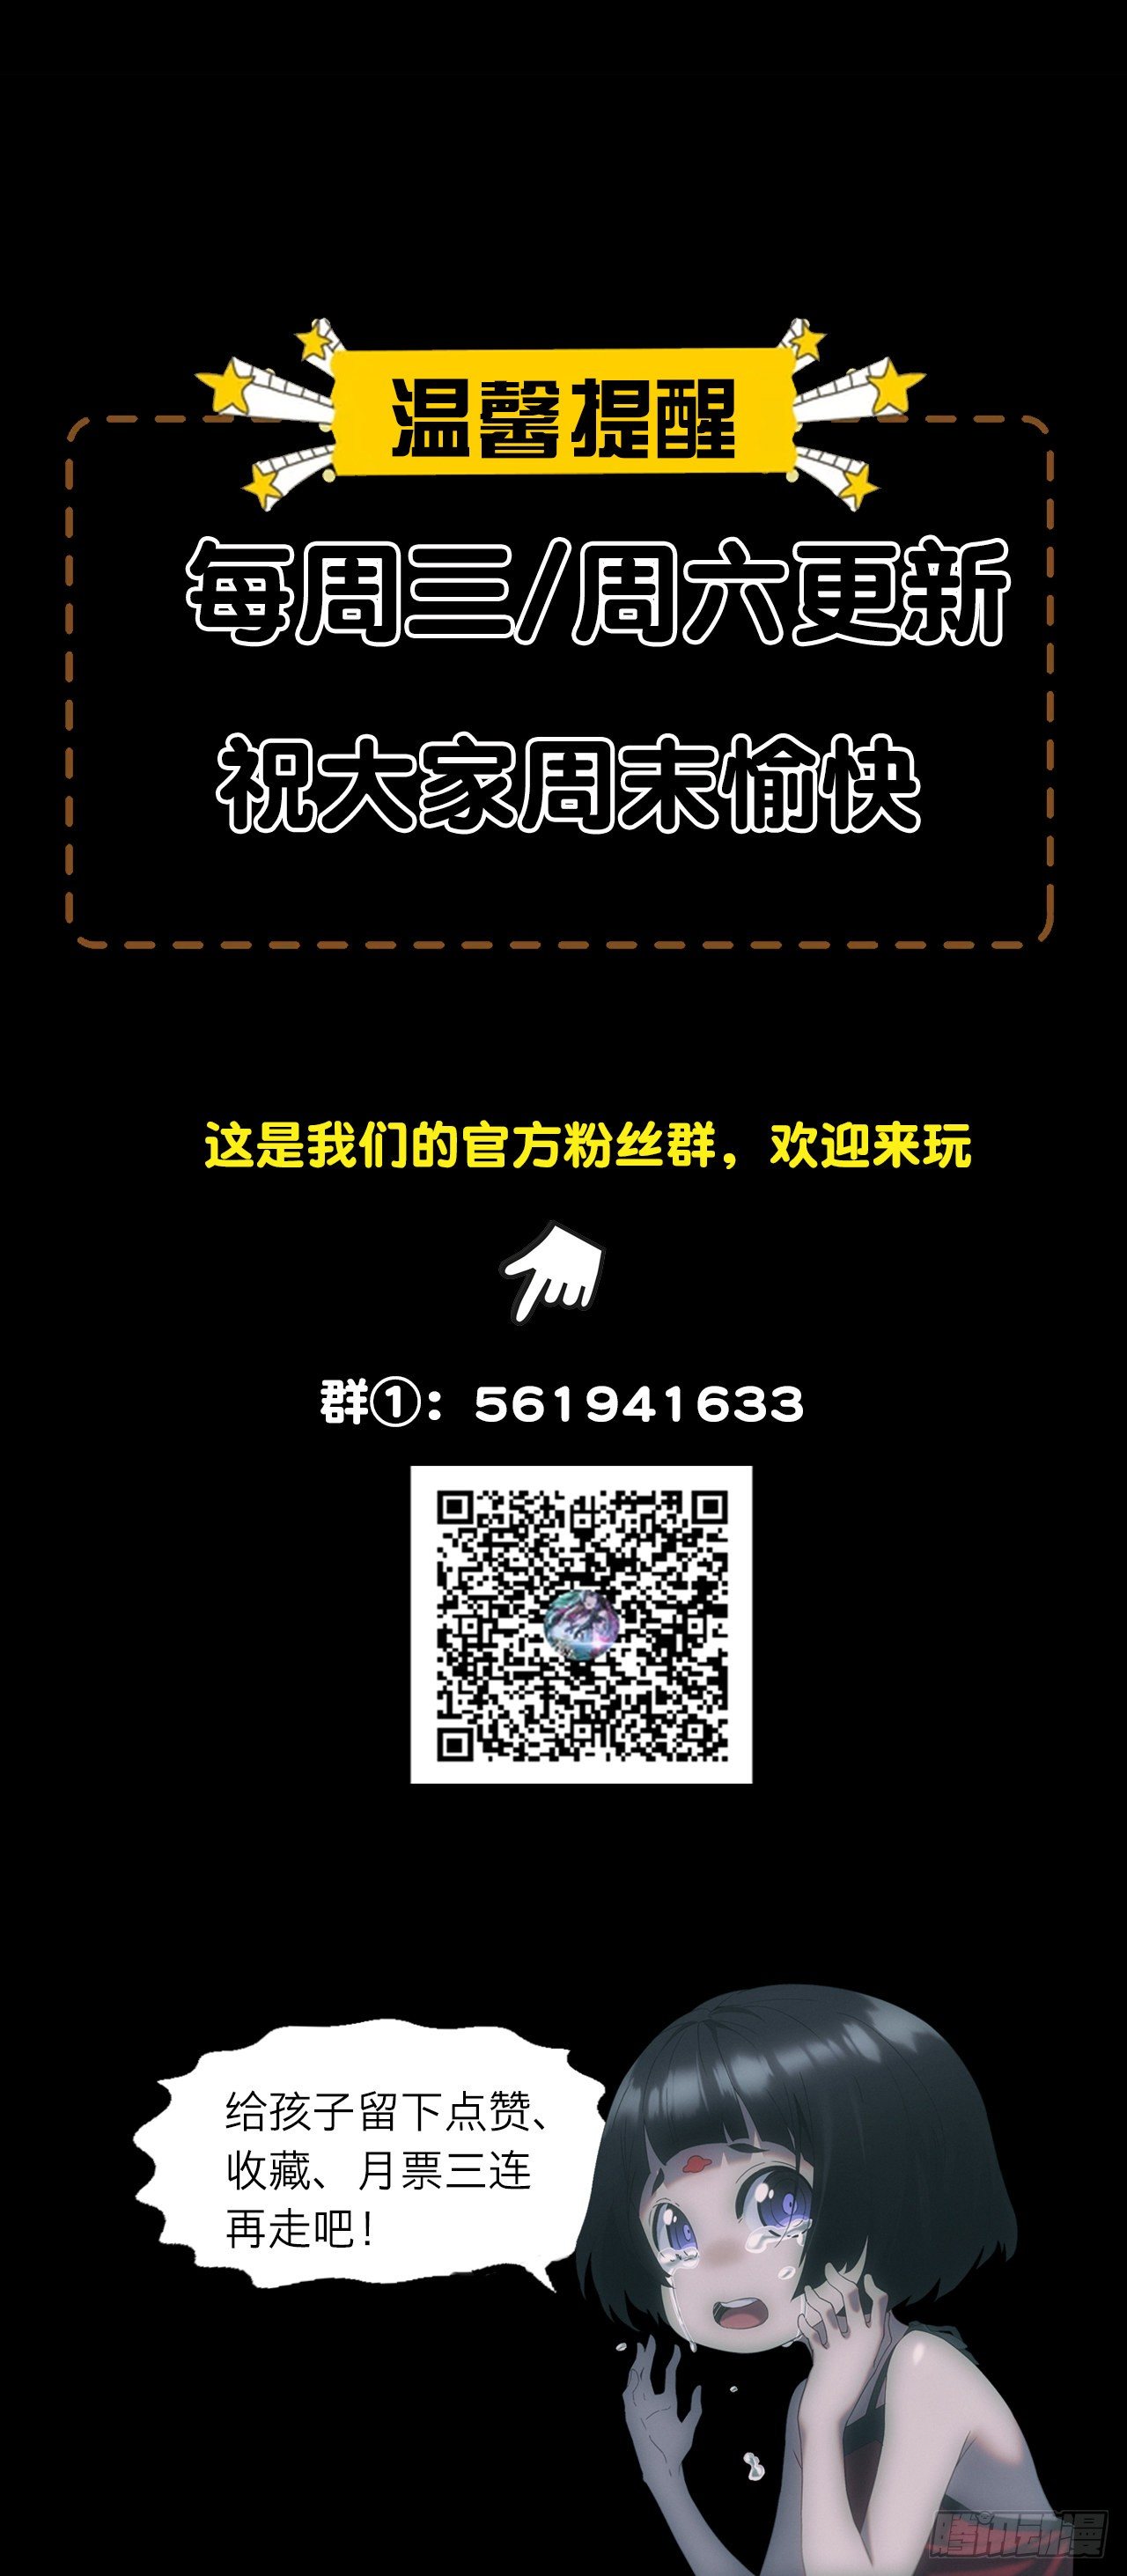 温馨提醒
每周三/周六更新
祝大家周末愉快
这是我们的官方粉丝群，欢迎来玩
群①：561941633
给孩子留下点赞、
收藏、月票三连
再走吧！
腾讯动漫